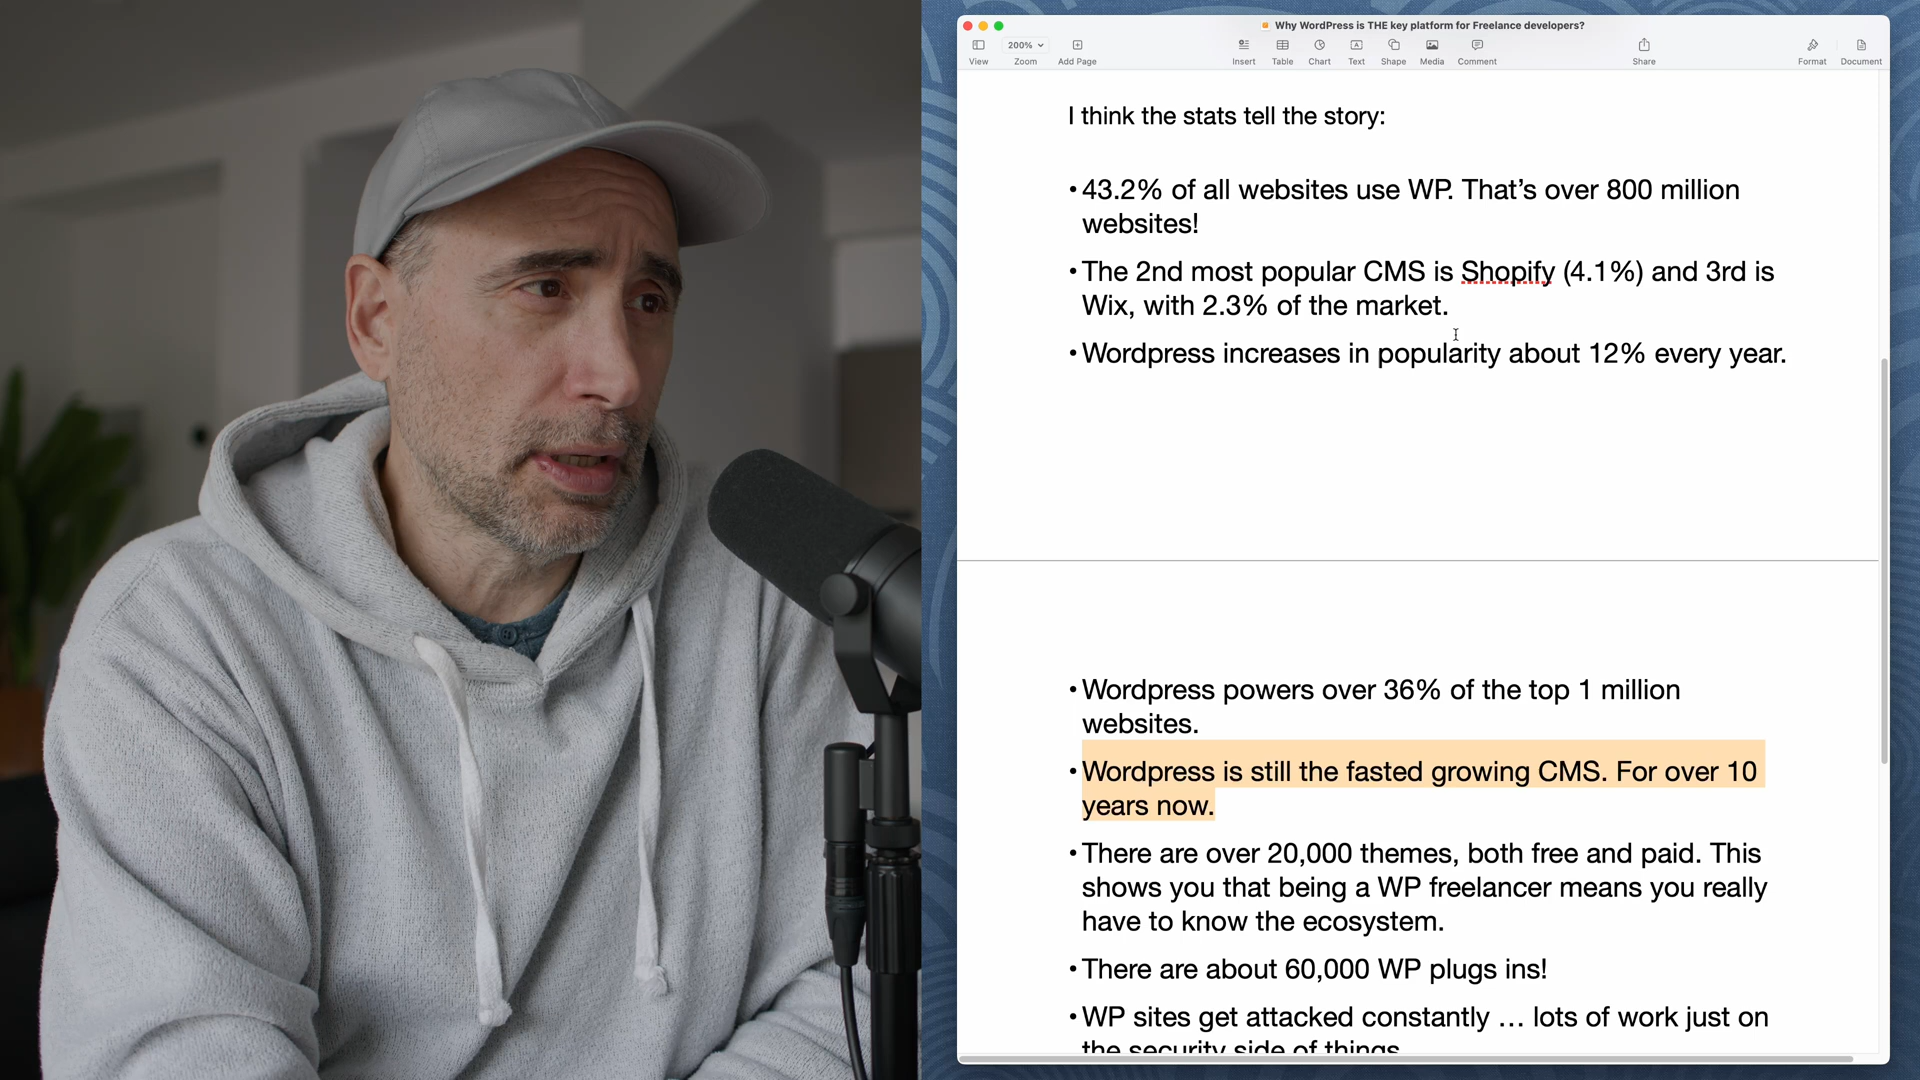 Why WordPress is THE key platform for Freelance developers?
200%
View
Zoom
Add Page
Insert
Table
Chart
Text
Shape
Media
Comment
Share
Format
Document
I think the stats tell the story:
•43.2% of all websites use WP. That’s over 800 million
websites!
•The 2nd most popular CMS is Shopify (4.1%) and 3rd is
Wix, with 2.3% of the market.
•Wordpress increases in popularity about 12% every year.
•Wordpress powers over 36% of the top 1 million
websites.
•Wordpress is still the fasted growing CMS. For over 10
years now.
•There are over 20,000 themes, both free and paid. This
shows you that being a WP freelancer means you really
have to know the ecosystem.
•There are about 60,000 WP plugs ins!
•WP sites get attacked constantly … lots of work just on
the security side of things